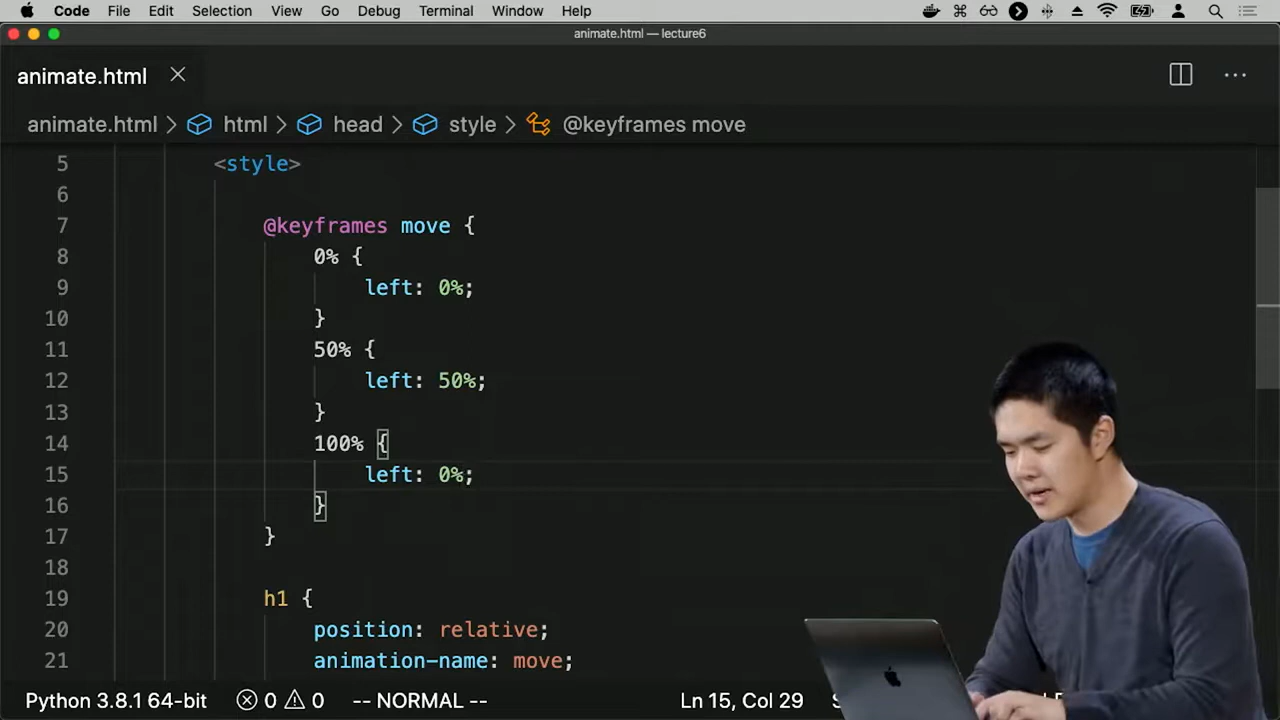 Code File Edit Selection View Go Debug Terminal Window Help
animate.html — lecture6
animate.html
animate.html > html > head > style > @keyframes move
5 <style>
6
7 @keyframes move {
8 0% {
9 left: 0%;
10 }
11 50% {
12 left: 50%;
13 }
14 100% {
15 left: 0%;
16 }
17 }
18
19 h1 {
20 position: relative;
21 animation-name: move;
Python 3.8.1 64-bit 0 0 -- NORMAL -- Ln 15, Col 29